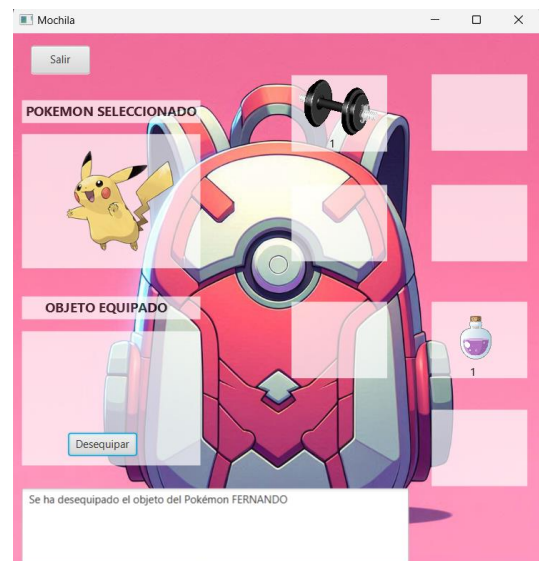 Mochila
Salir
POKEMON SELECCIONADO
1
OBJETO EQUIPADO
1
Desequipar
Se ha desequipado el objeto del Pokémon FERNANDO